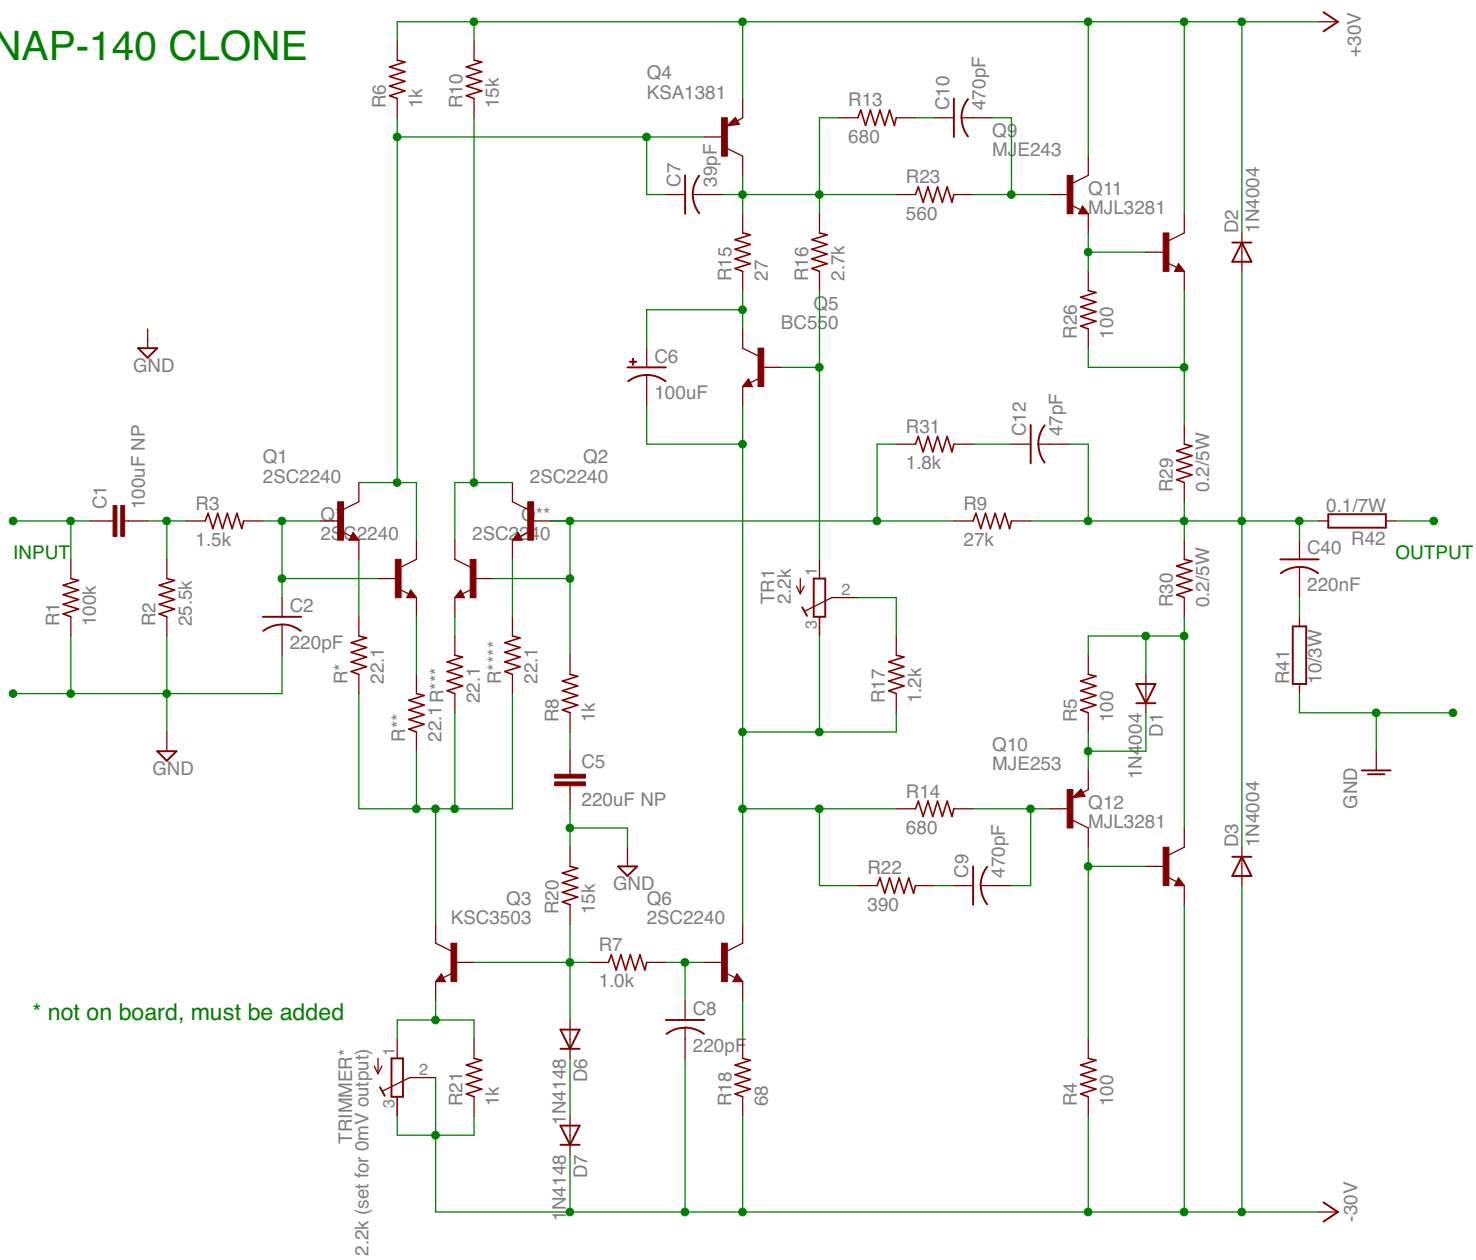 NAP-140 CLONE
+30V
R6
1k
R10
15k
Q4
KSA1381
C7
39pF
R13
680
C10
470pF
Q9
MJE243
R23
560
Q11
MJL3281
D2
1N4004
R15
27
R16
2.7k
R26
100
Q5
BC550
GND
C6
100uF
C1
100uF NP
Q1
2SC2240
Q2
2SC2240
R31
1.8k
C12
47pF
R29
0.2/5W
INPUT
R3
1.5k
2SC2240
2SC2240
R9
27k
0.1/7W
R42
OUTPUT
R1
100k
R2
25.5k
C2
220pF
R*
22.1
R**
22.1
R***
22.1
R****
22.1
R8
1k
TR1
2.2k
1
2
3
R17
1.2k
R30
0.2/5W
C40
220nF
R41
10/3W
R5
100
1N4004
D1
GND
C5
220uF NP
Q10
MJE253
R14
680
Q12
MJL3281
GND
R22
390
C9
470pF
D3
1N4004
GND
Q3
KSC3503
R20
15k
Q6
2SC2240
R7
1.0k
C8
220pF
* not on board, must be added
TRIMMER*
2.2k (set for 0mV output)
1
2
3
R21
1k
1N4148
D6
1N4148
D7
R18
68
R4
100
-30V